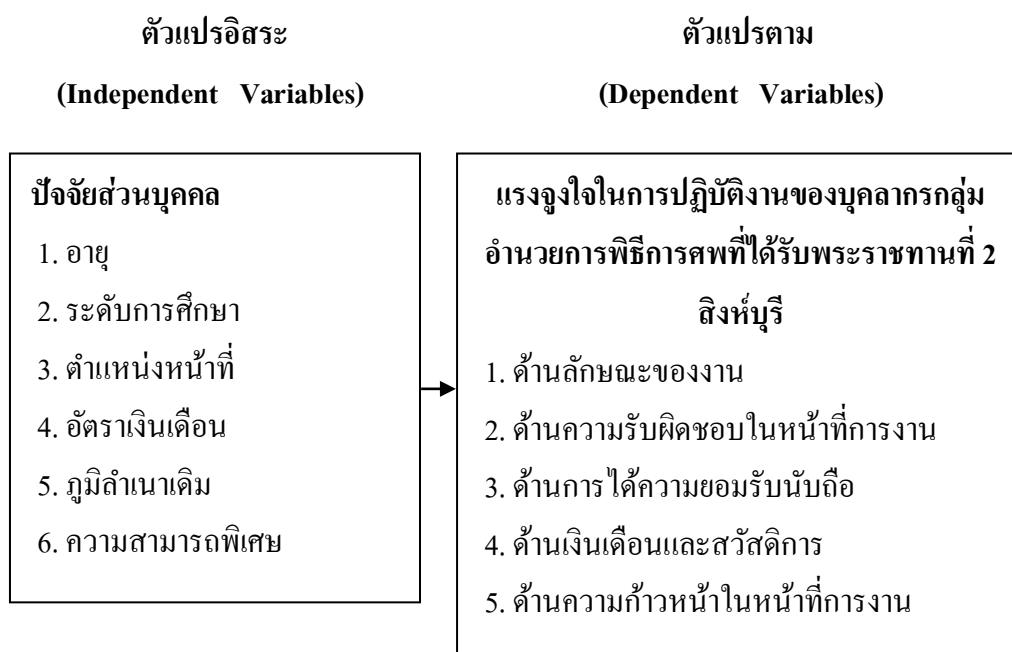 ตัวแปรอิสระ
(Independent Variables)
ปัจจัยส่วนบุคคล
1. อายุ
2. ระดับการศึกษา
3. ตำแหน่งหน้าที่
4. อัตราเงินเดือน
5. ภูมิลำเนาเดิม
6. ความสามารถพิเศษ
ตัวแปรตาม
(Dependent Variables)
แรงจูงใจในการปฏิบัติงานของบุคลากรกลุ่ม
อำนวยการพิธีการศพที่ได้รับพระราชทานที่ 2
สิงห์บุรี
1. ด้านลักษณะของงาน
2. ด้านความรับผิดชอบในหน้าที่การงาน
3. ด้านการได้ความยอมรับนับถือ
4. ด้านเงินเดือนและสวัสดิการ
5. ด้านความก้าวหน้าในหน้าที่การงาน